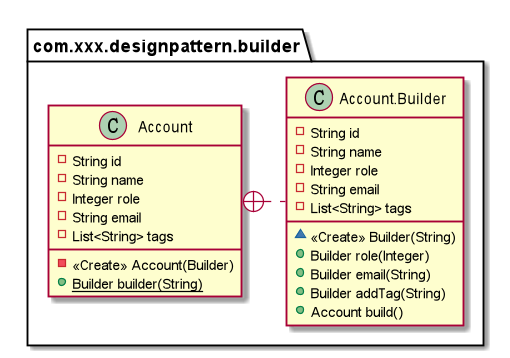 com.xxx.designpattern.builder
C Account
String id
String name
Integer role
String email
List<String> tags
«Create» Account(Builder)
Builder builder(String)
C Account.Builder
String id
String name
Integer role
String email
List<String> tags
«Create» Builder(String)
Builder role(Integer)
Builder email(String)
Builder addTag(String)
Account build()